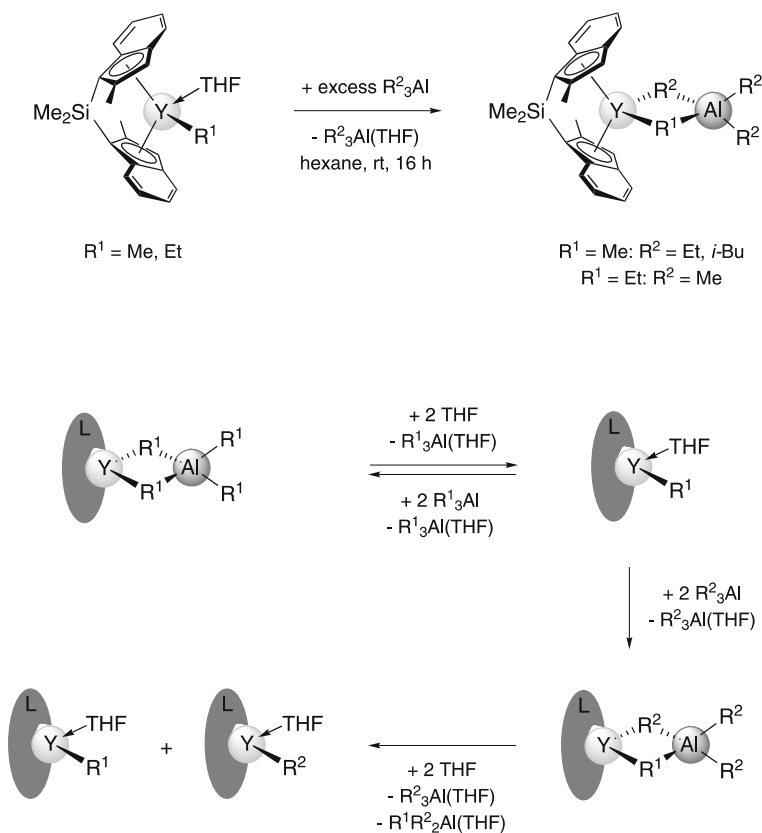 Me₂Si
Y
THF
R¹
+ excess R²₃Al
- R²₃Al(THF)
hexane, rt, 16 h
Me₂Si
Y
R²
R¹
Al
R²
R²
R¹ = Me, Et
R¹ = Me: R² = Et, i-Bu
R¹ = Et: R² = Me
L
Y
R¹
R¹
Al
R¹
R¹
+ 2 THF
- R¹₃Al(THF)
+ 2 R¹₃Al
- R¹₃Al(THF)
L
Y
THF
R¹
+ 2 R²₃Al
- R²₃Al(THF)
L
Y
THF
R¹
+
L
Y
THF
R²
+ 2 THF
- R²₃Al(THF)
- R¹R²₂Al(THF)
L
Y
R²
R¹
Al
R²
R²